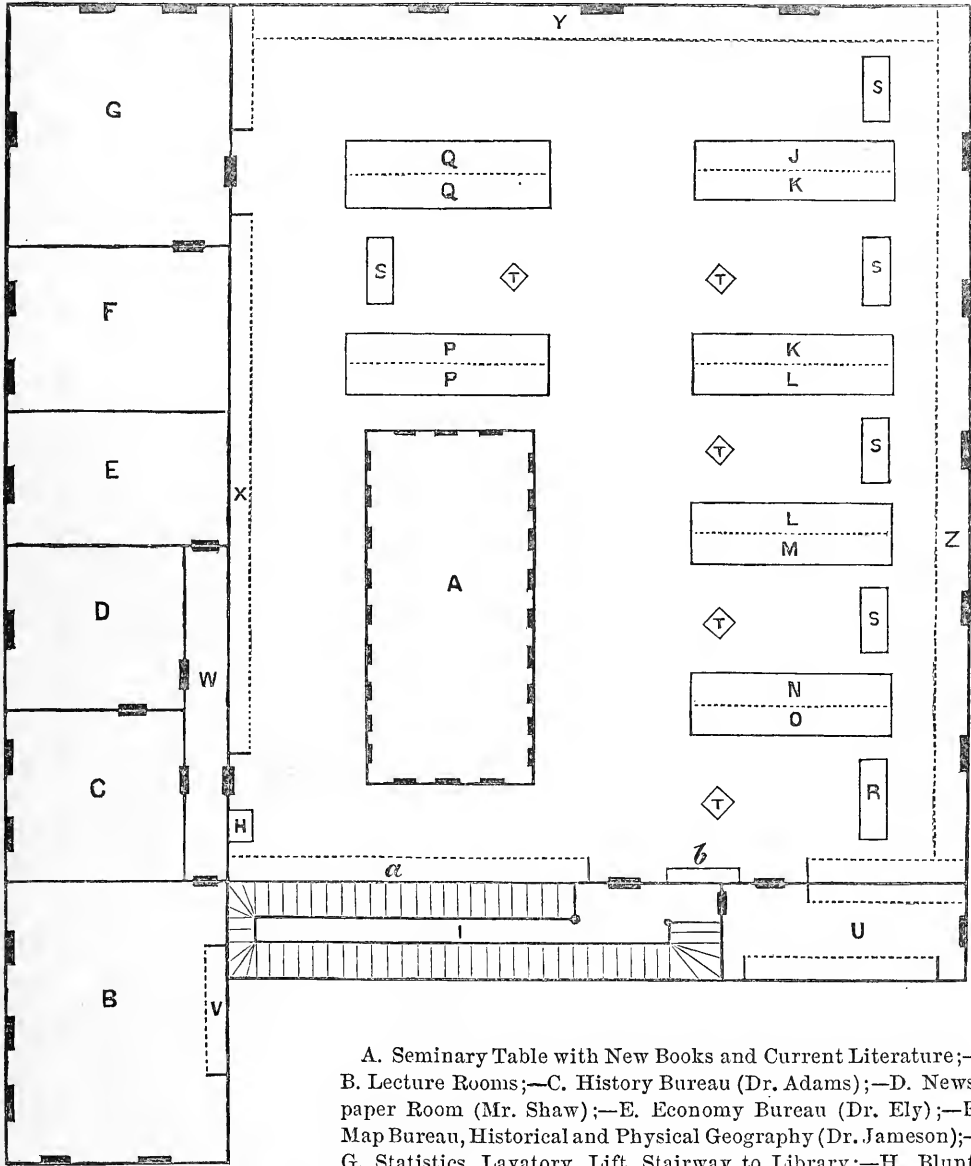 Y
S
G
Q
J
Q
K
S
T
T
S
F
P
K
P
L
T
S
E
X
L
M
Z
A
D
T
S
W
N
O
C
R
T
H
a
b
I
U
B
V
A. Seminary Table with New Books and Current Literature;—
B. Lecture Rooms;—C. History Bureau (Dr. Adams);—D. News
paper Room (Mr. Shaw);—E. Economy Bureau (Dr. Ely);—F
Map Bureau, Historical and Physical Geography (Dr. Jameson);—
G. Statistics, Lavatory, Lift, Stairway to Library;—H. Blunt